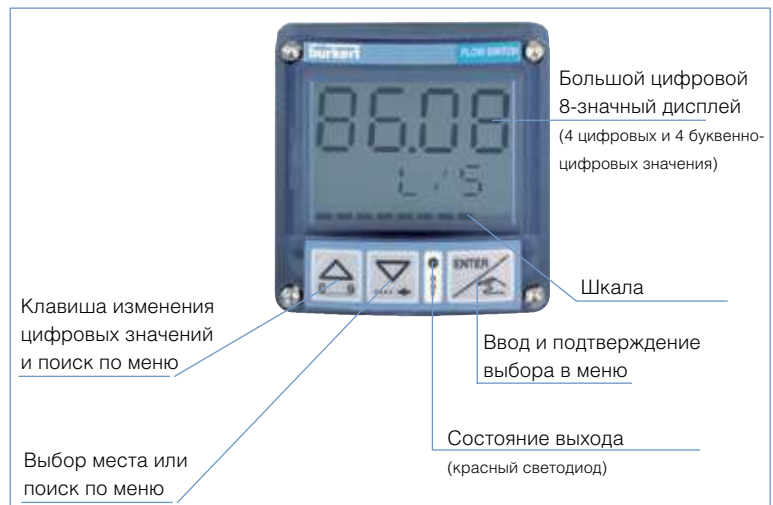 burkert
FLOW SWITCH
86.08
L/S
0...9
ENTER
Большой цифровой
8-значный дисплей
(4 цифровых и 4 буквенно-
цифровых значения)
Шкала
Клавиша изменения
цифровых значений
и поиск по меню
Ввод и подтверждение
выбора в меню
Состояние выхода
(красный светодиод)
Выбор места или
поиск по меню